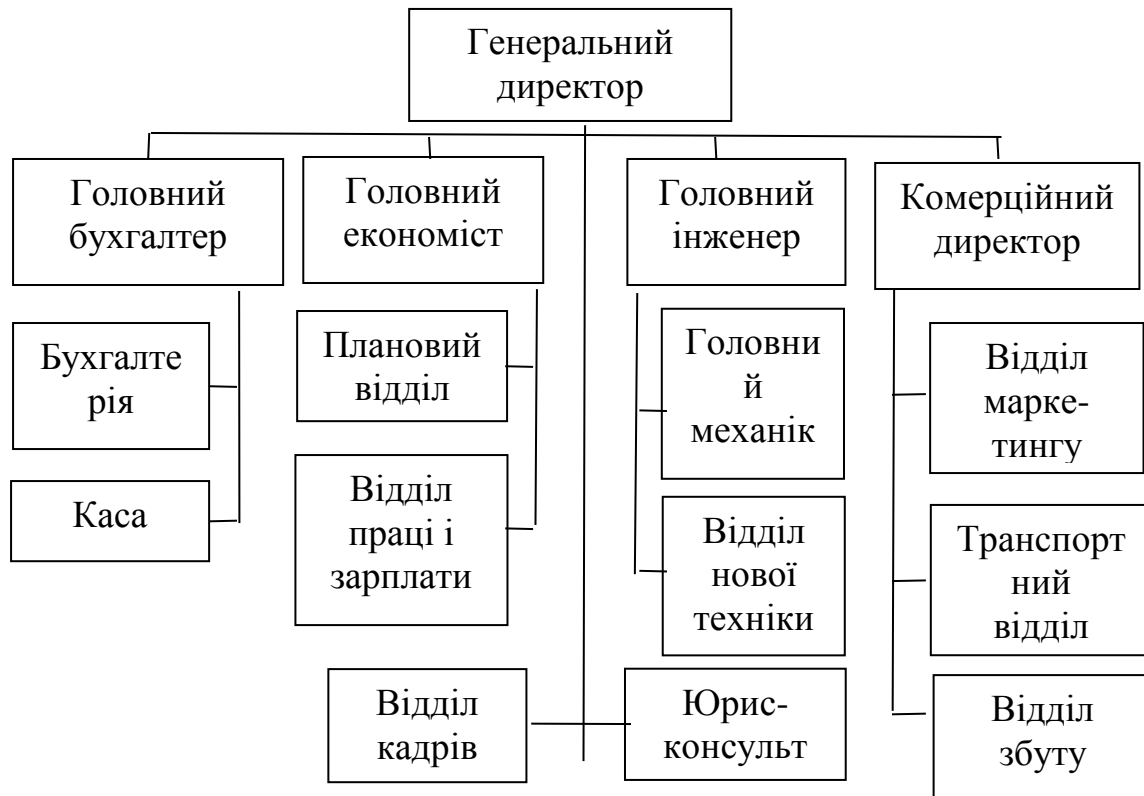 Генеральний
директор
Головний
бухгалтер
Головний
економіст
Головний
інженер
Комерційний
директор
Бухгалте
рія
Плановий
відділ
Головни
й
механік
Відділ
марке-
тингу
Каса
Відділ
праці і
зарплати
Відділ
нової
техніки
Транспорт
ний
відділ
Відділ
кадрів
Юрис-
консульт
Відділ
збуту